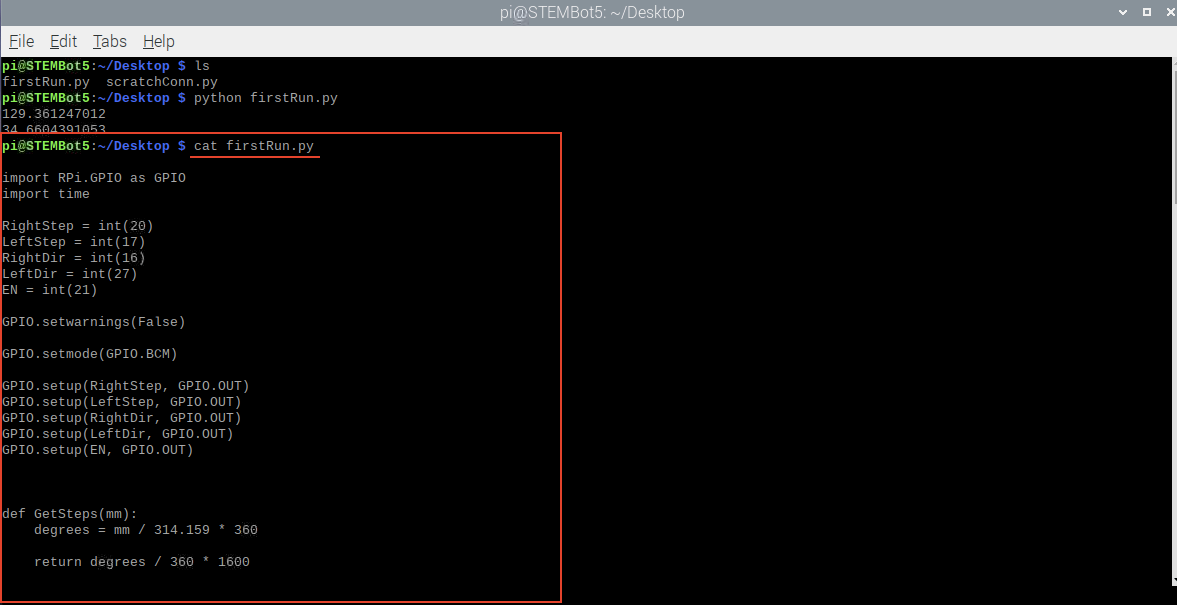 pi@STEMBot5: ~/Desktop
File Edit Tabs Help
pi@STEMBot5:~/Desktop $ ls
firstRun.py  scratchConn.py
pi@STEMBot5:~/Desktop $ python firstRun.py
129.361247012
34.6604391053
pi@STEMBot5:~/Desktop $ cat firstRun.py
import RPi.GPIO as GPIO
import time
RightStep = int(20)
LeftStep = int(17)
RightDir = int(16)
LeftDir = int(27)
EN = int(21)
GPIO.setwarnings(False)
GPIO.setmode(GPIO.BCM)
GPIO.setup(RightStep, GPIO.OUT)
GPIO.setup(LeftStep, GPIO.OUT)
GPIO.setup(RightDir, GPIO.OUT)
GPIO.setup(LeftDir, GPIO.OUT)
GPIO.setup(EN, GPIO.OUT)
def GetSteps(mm):
    degrees = mm / 314.159 * 360
    return degrees / 360 * 1600